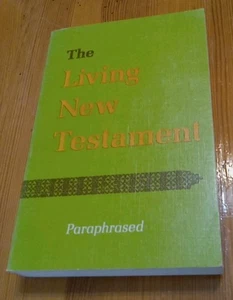 The
Living
New
Testament
Paraphrased